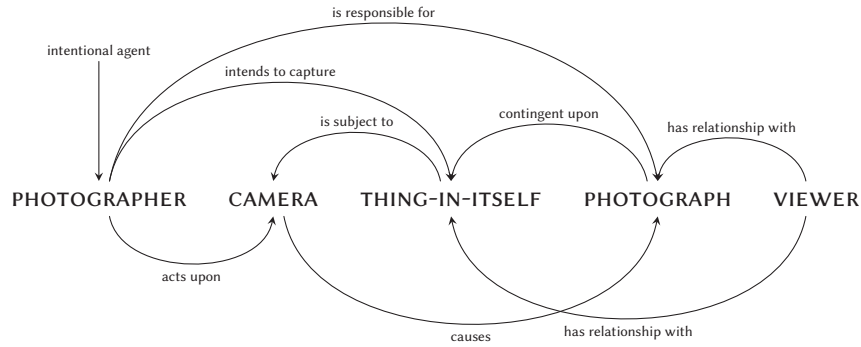 is responsible for
intentional agent
intends to capture
is subject to
contingent upon
has relationship with
PHOTOGRAPHER CAMERA THING-IN-ITSELF PHOTOGRAPH VIEWER
acts upon
causes
has relationship with